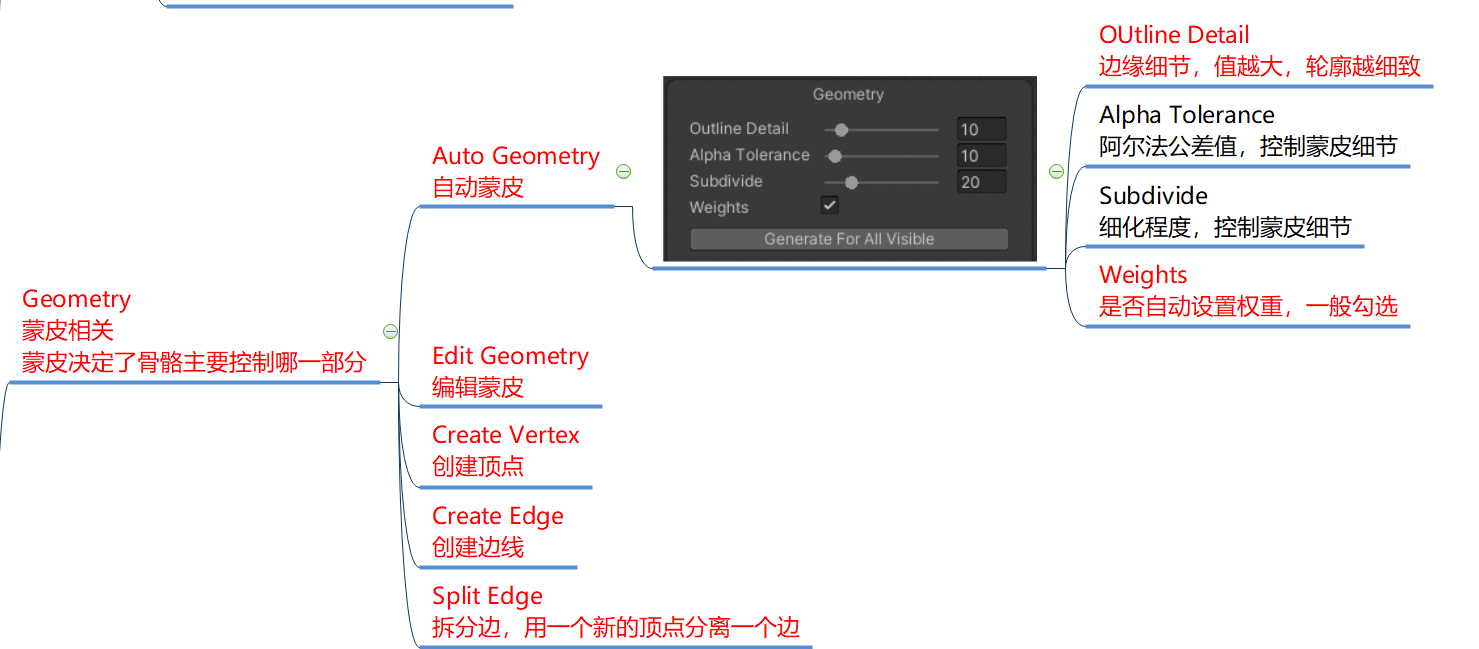 Geometry
蒙皮相关
蒙皮决定了骨骼主要控制哪一部分
Auto Geometry
自动蒙皮
Geometry
Outline Detail 10
Alpha Tolerance 10
Subdivide 20
Weights
Generate For All Visible
OUtline Detail
边缘细节，值越大，轮廓越细致
Alpha Tolerance
阿尔法公差值，控制蒙皮细节
Subdivide
细化程度，控制蒙皮细节
Weights
是否自动设置权重，一般勾选
Edit Geometry
编辑蒙皮
Create Vertex
创建顶点
Create Edge
创建边线
Split Edge
拆分边，用一个新的顶点分离一个边